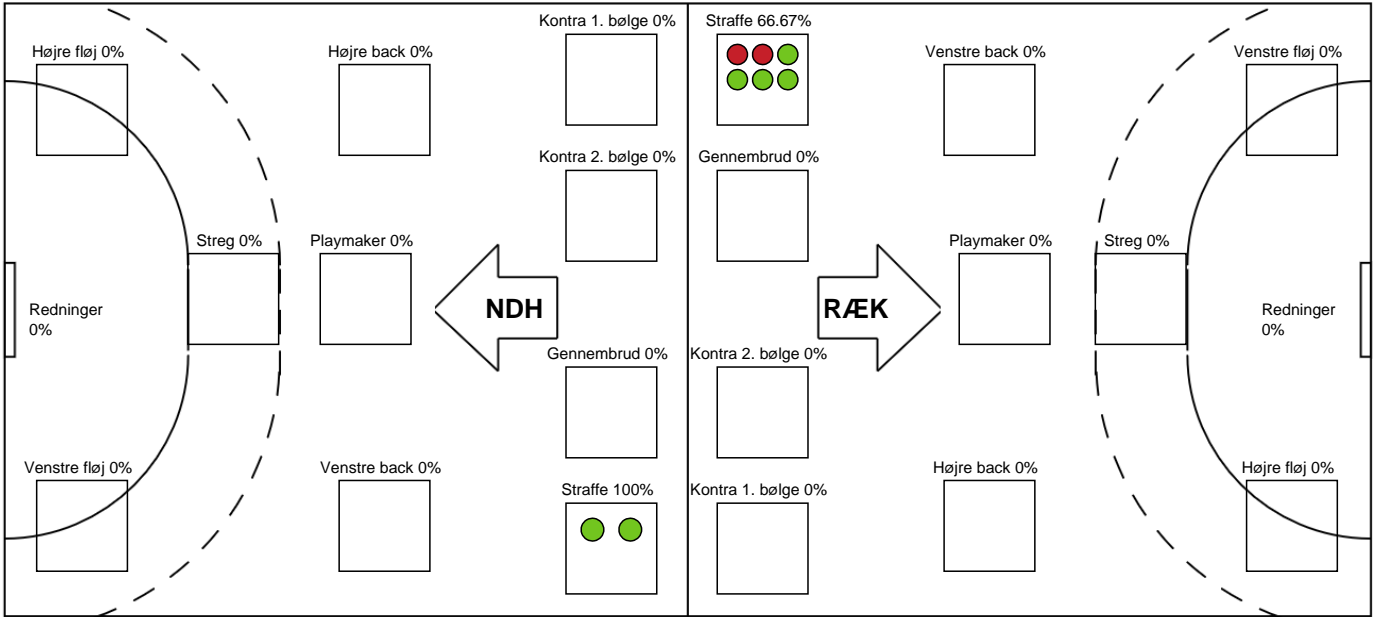 Kontra 1. bølge 0%
Straffe 66.67%
Højre fløj 0%
Højre back 0%
Venstre back 0%
Venstre fløj 0%
Kontra 2. bølge 0%
Gennembrud 0%
Streg 0%
Playmaker 0%
Playmaker 0%
Streg 0%
Redninger
0%
NDH
RÆK
Redninger
0%
Gennembrud 0%
Kontra 2. bølge 0%
Venstre fløj 0%
Venstre back 0%
Højre back 0%
Højre fløj 0%
Straffe 100%
Kontra 1. bølge 0%